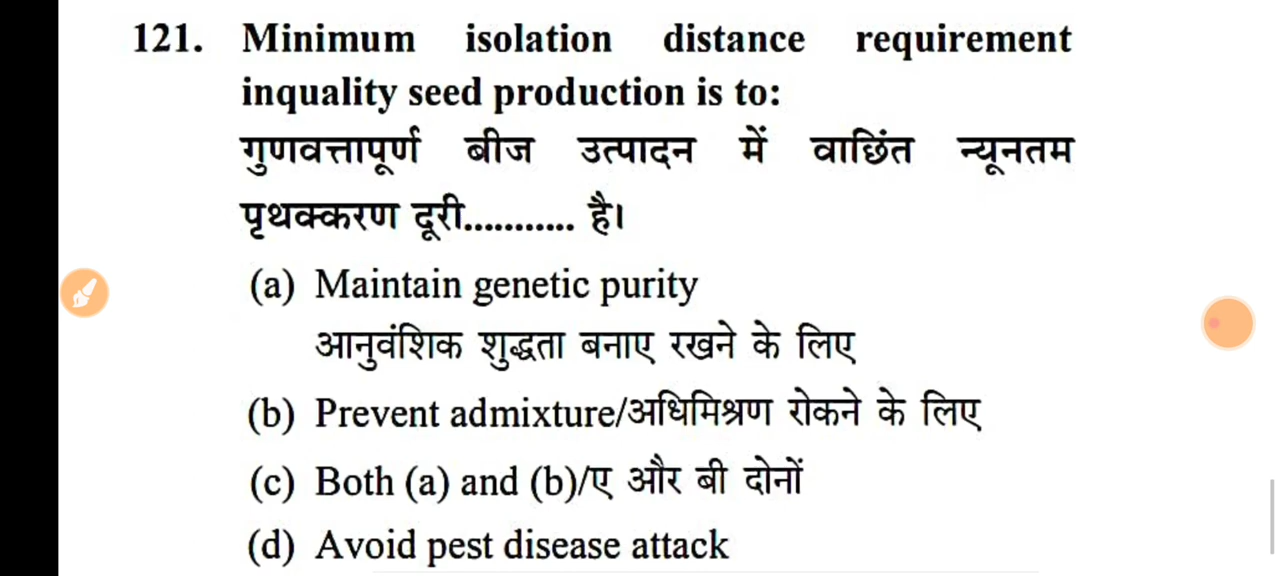 121. Minimum isolation distance requirement
inquality seed production is to:
गुणवत्तापूर्ण बीज उत्पादन में वाछिंत न्यूनतम
पृथक्करण दूरी............ है।
(a) Maintain genetic purity
आनुवंशिक शुद्धता बनाए रखने के लिए
(b) Prevent admixture/अधिमिश्रण रोकने के लिए
(c) Both (a) and (b)/ए और बी दोनों
(d) Avoid pest disease attack